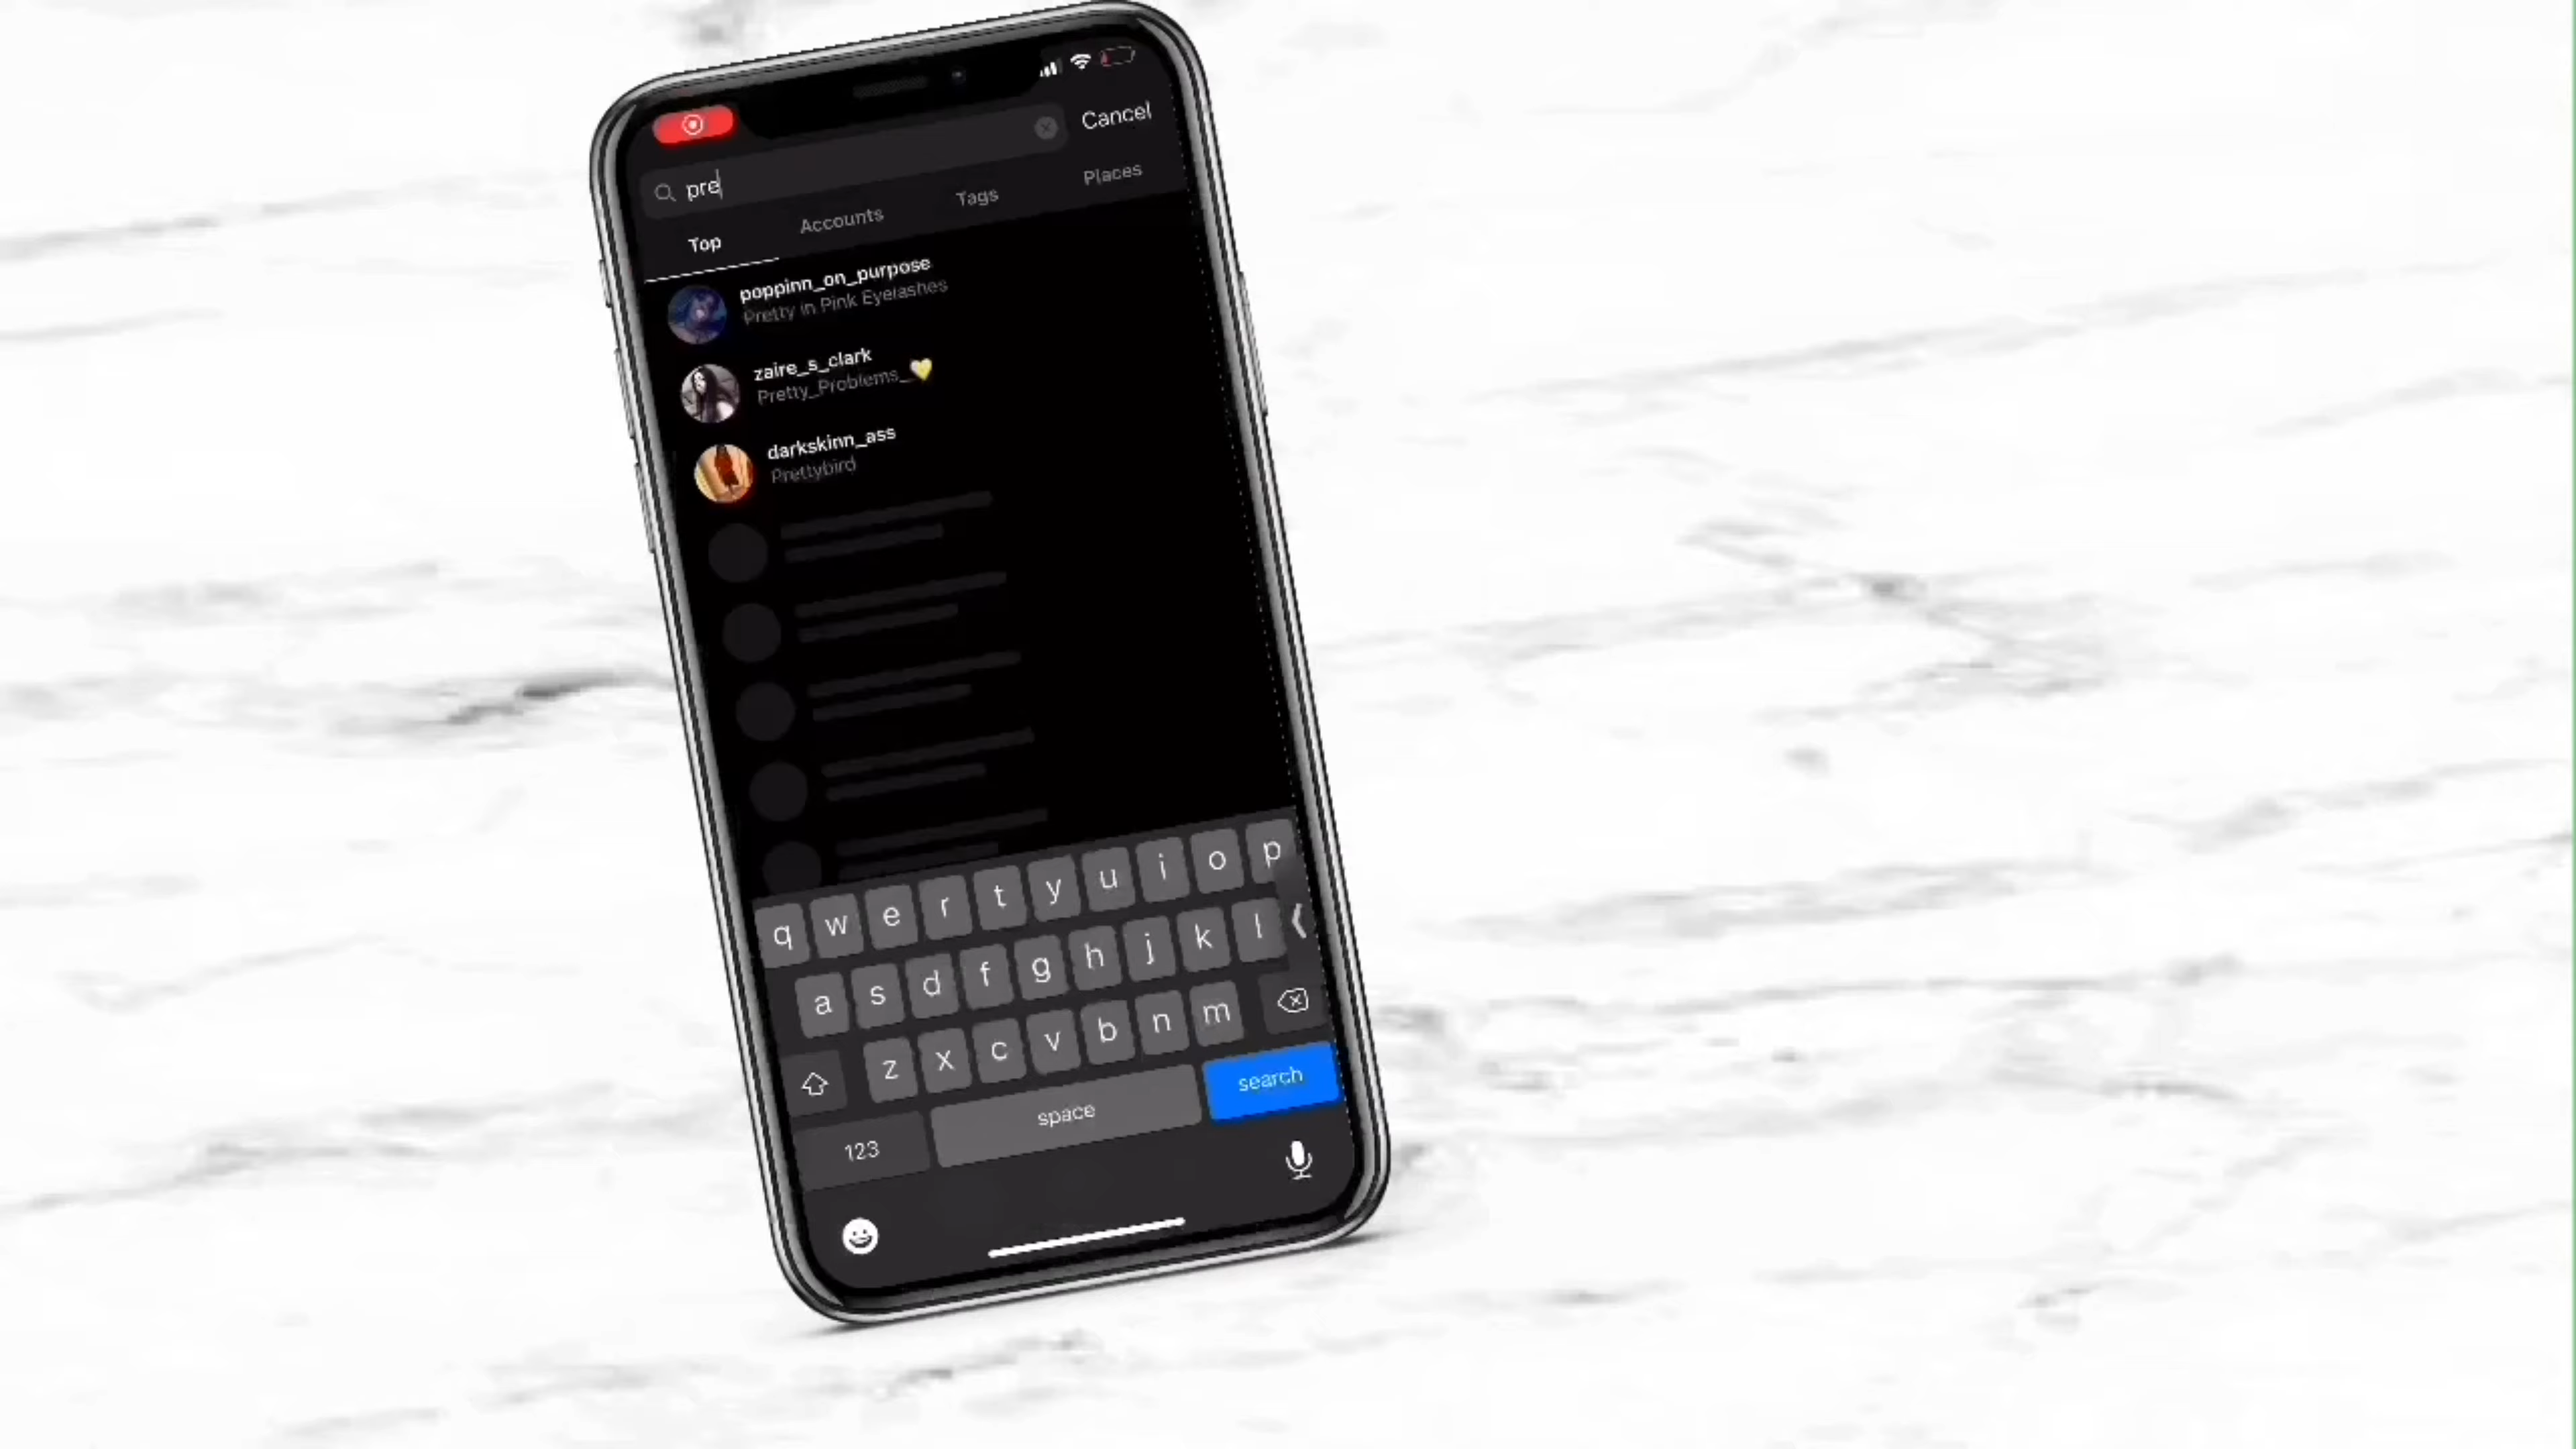 Cancel
pre
Top Accounts Tags Places
poppinn_on_purpose
Pretty in Pink Eyelashes
zaire_s_clark
Pretty_Problems_💛
darkskinn_ass
Prettybird
q w e r t y u i o p
a s d f g h j k l
z x c v b n m
123 space search